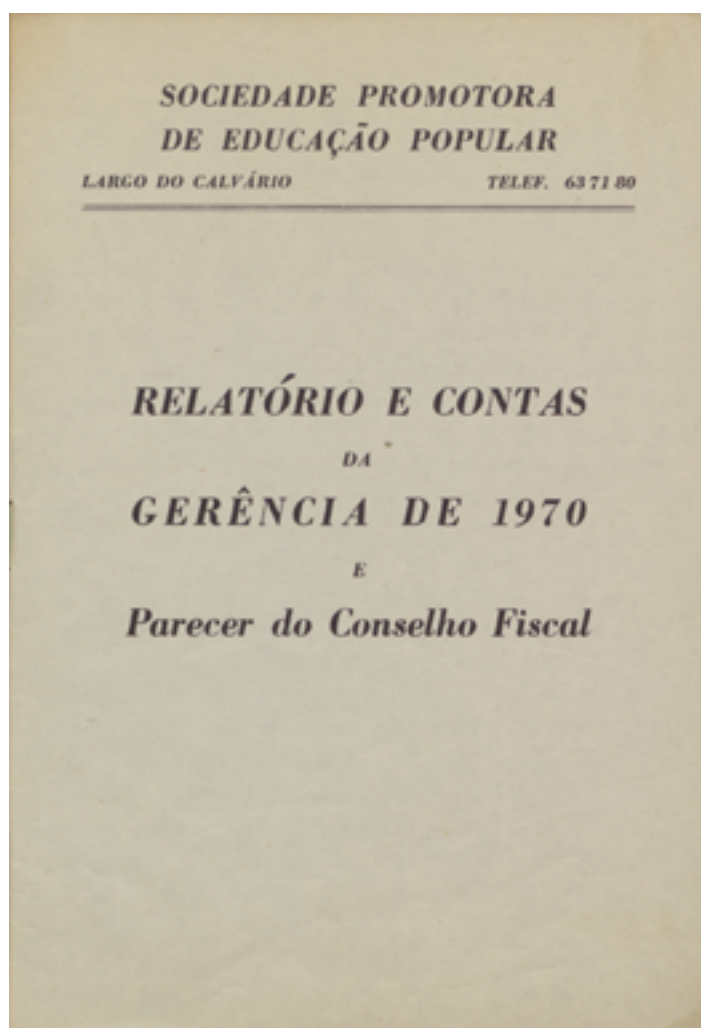 SOCIEDADE PROMOTORA
DE EDUCAÇÃO POPULAR
LARGO DO CALVÁRIO TELEF. 63 71 80
RELATÓRIO E CONTAS
DA
GERÊNCIA DE 1970
E
Parecer do Conselho Fiscal